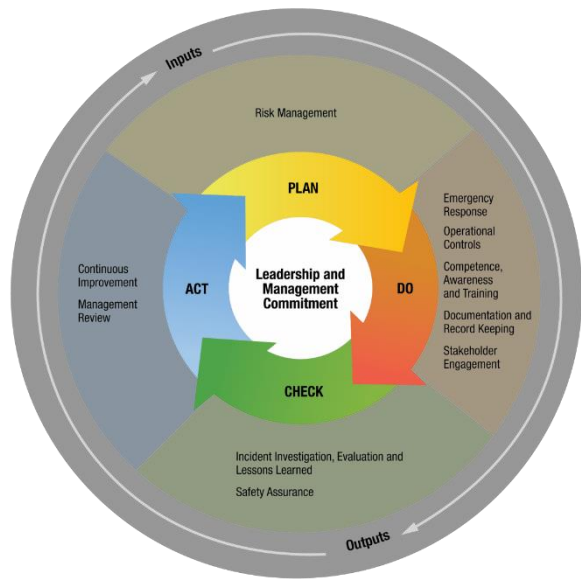 Inputs
Risk Management
PLAN
Emergency
Response
Operational
Controls
Competence,
Awareness
and Training
Documentation and
Record Keeping
Stakeholder
Engagement
DO
Leadership and
Management
Commitment
ACT
Continuous
Improvement
Management
Review
CHECK
Incident Investigation, Evaluation and
Lessons Learned
Safety Assurance
Outputs